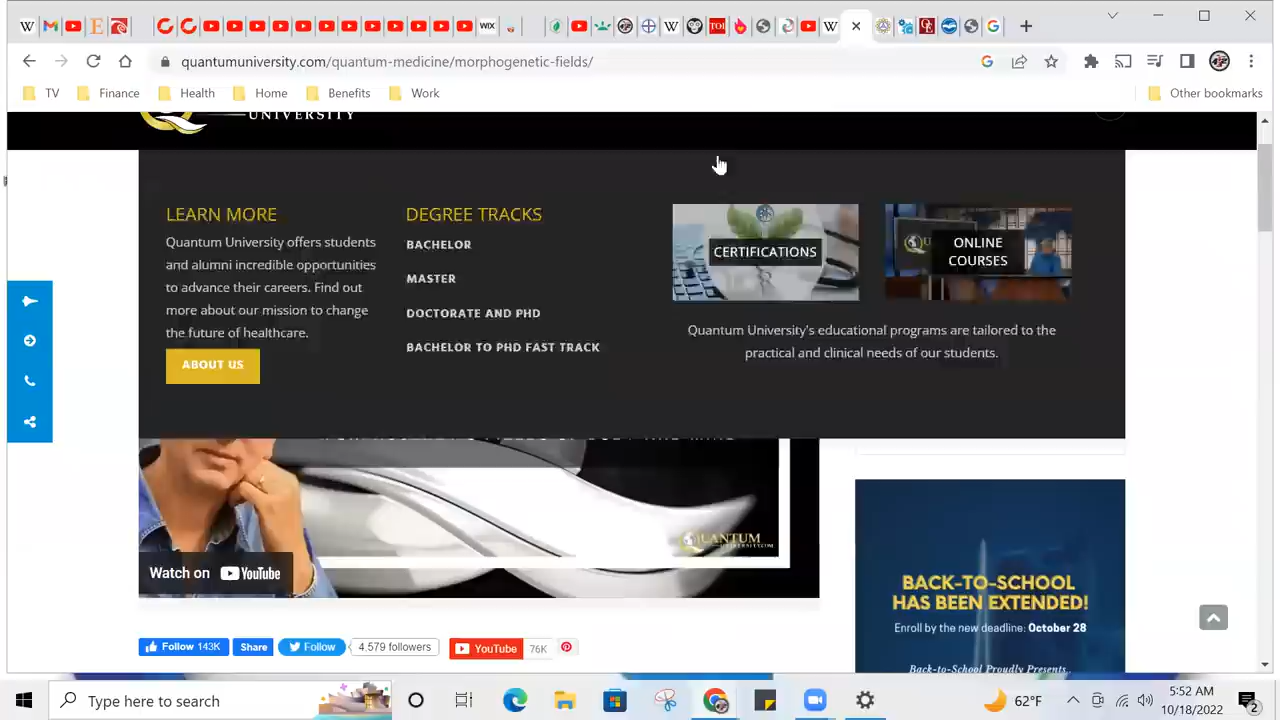 WIX
TOI
quantumuniversity.com/quantum-medicine/morphogenetic-fields/
TV
Finance
Health
Home
Benefits
Work
Other bookmarks
UNIVERSITY
LEARN MORE
Quantum University offers students
and alumni incredible opportunities
to advance their careers. Find out
more about our mission to change
the future of healthcare.
ABOUT US
DEGREE TRACKS
BACHELOR
MASTER
DOCTORATE AND PHD
BACHELOR TO PHD FAST TRACK
CERTIFICATIONS
ONLINE
COURSES
Quantum University's educational programs are tailored to the
practical and clinical needs of our students.
QUANTUM
UNIVERSITY.COM
Watch on YouTube
BACK-TO-SCHOOL
HAS BEEN EXTENDED!
Enroll by the new deadline: October 28
Back-to-School Proudly Presents
Follow 143K
Share
Follow
4,579 followers
YouTube
76K
Type here to search
62°F
5:52 AM
10/18/2022
2